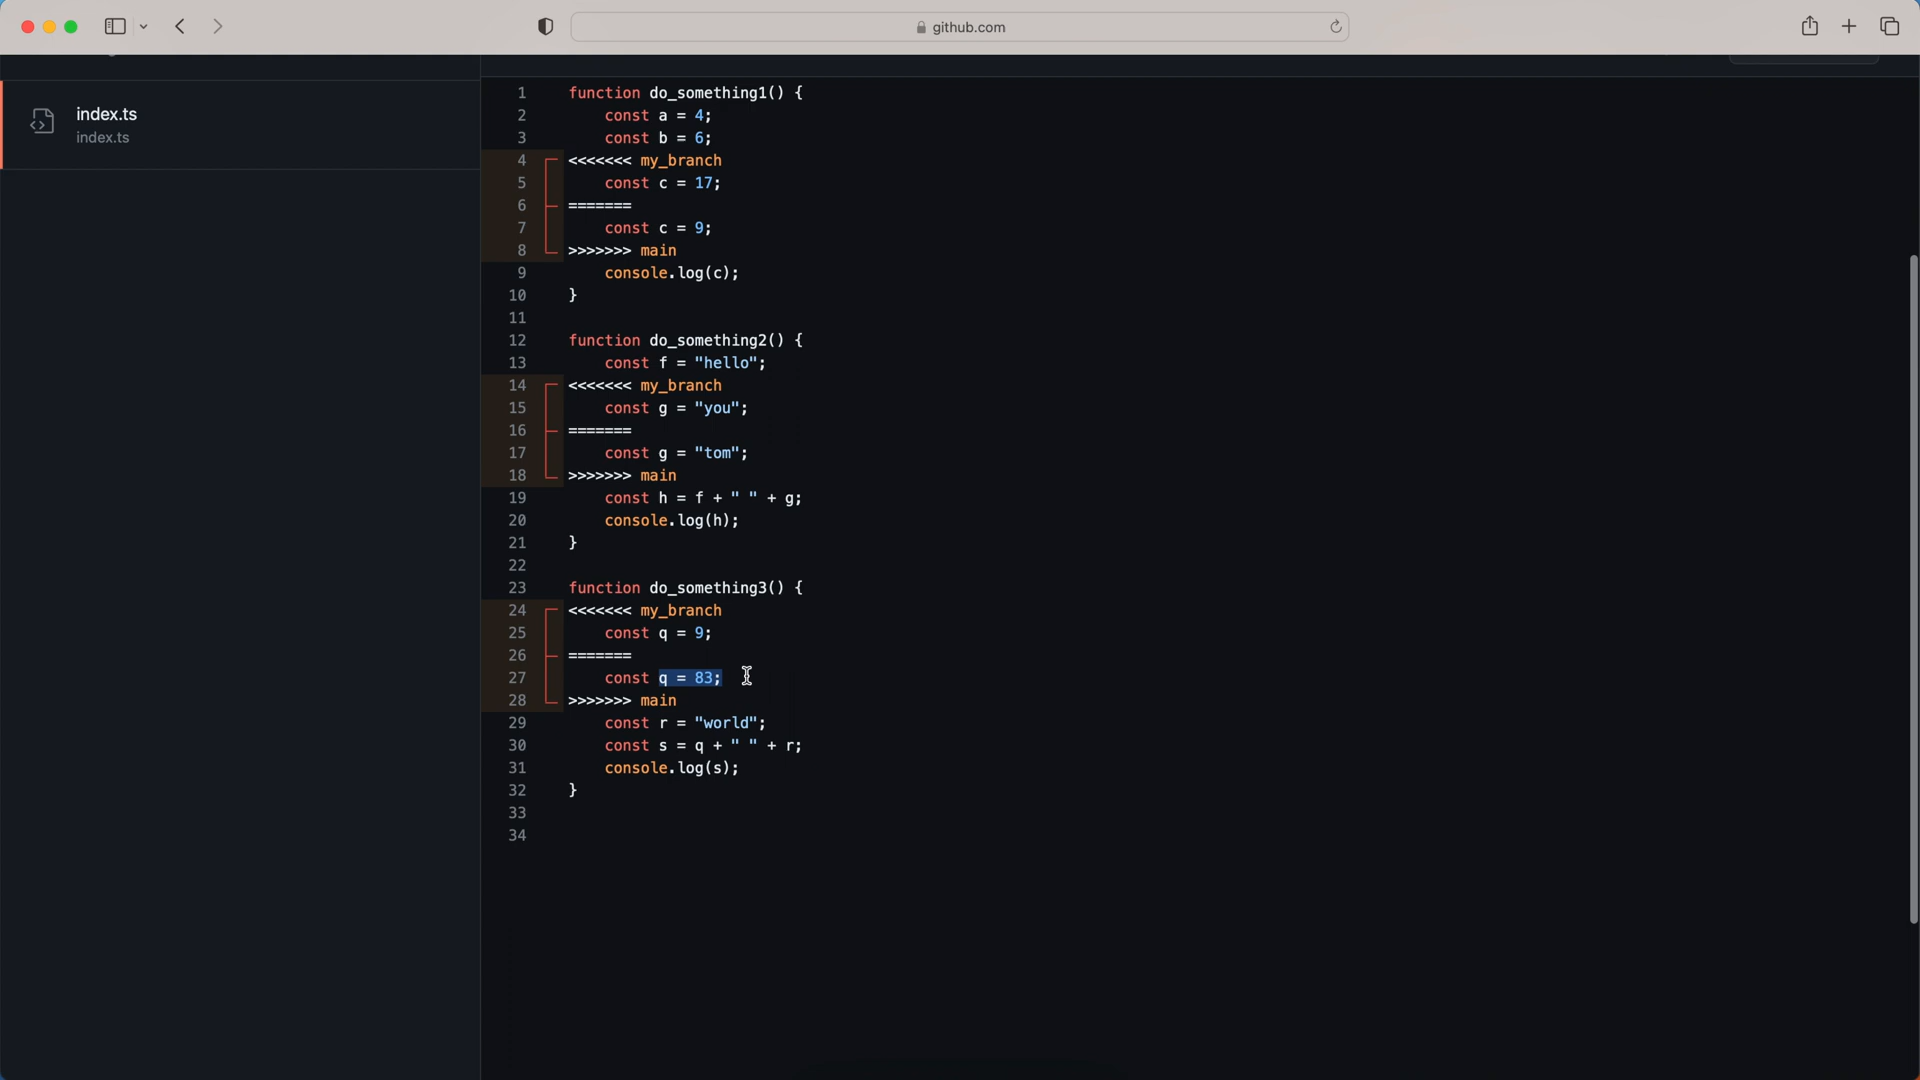 github.com
index.ts
index.ts
1 function do_something1() {
2 const a = 4;
3 const b = 6;
4 <<<<<<< my_branch
5 const c = 17;
6 =======
7 const c = 9;
8 >>>>>>> main
9 console.log(c);
10 }
11
12 function do_something2() {
13 const f = "hello";
14 <<<<<<< my_branch
15 const g = "you";
16 =======
17 const g = "tom";
18 >>>>>>> main
19 const h = f + " " + g;
20 console.log(h);
21 }
22
23 function do_something3() {
24 <<<<<<< my_branch
25 const q = 9;
26 =======
27 const q = 83;
28 >>>>>>> main
29 const r = "world";
30 const s = q + " " + r;
31 console.log(s);
32 }
33
34